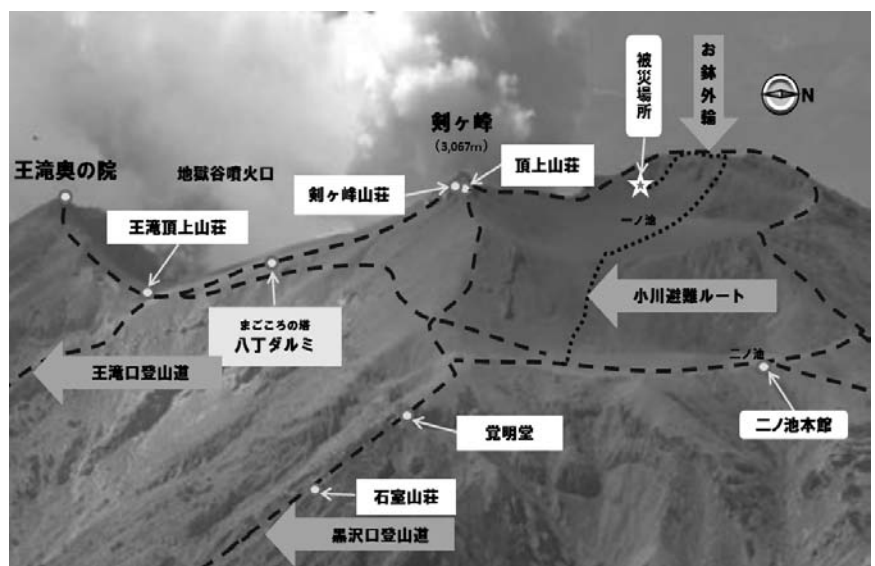 被災場所
お鉢外輪
N
剣ヶ峰
(3,067m)
王滝奥の院
地獄谷噴火口
頂上山荘
剣ヶ峰山荘
王滝頂上山荘
一ノ池
小川避難ルート
まごころの塔
八丁ダルミ
二ノ池
王滝口登山道
二ノ池本館
覚明堂
石室山荘
黒沢口登山道